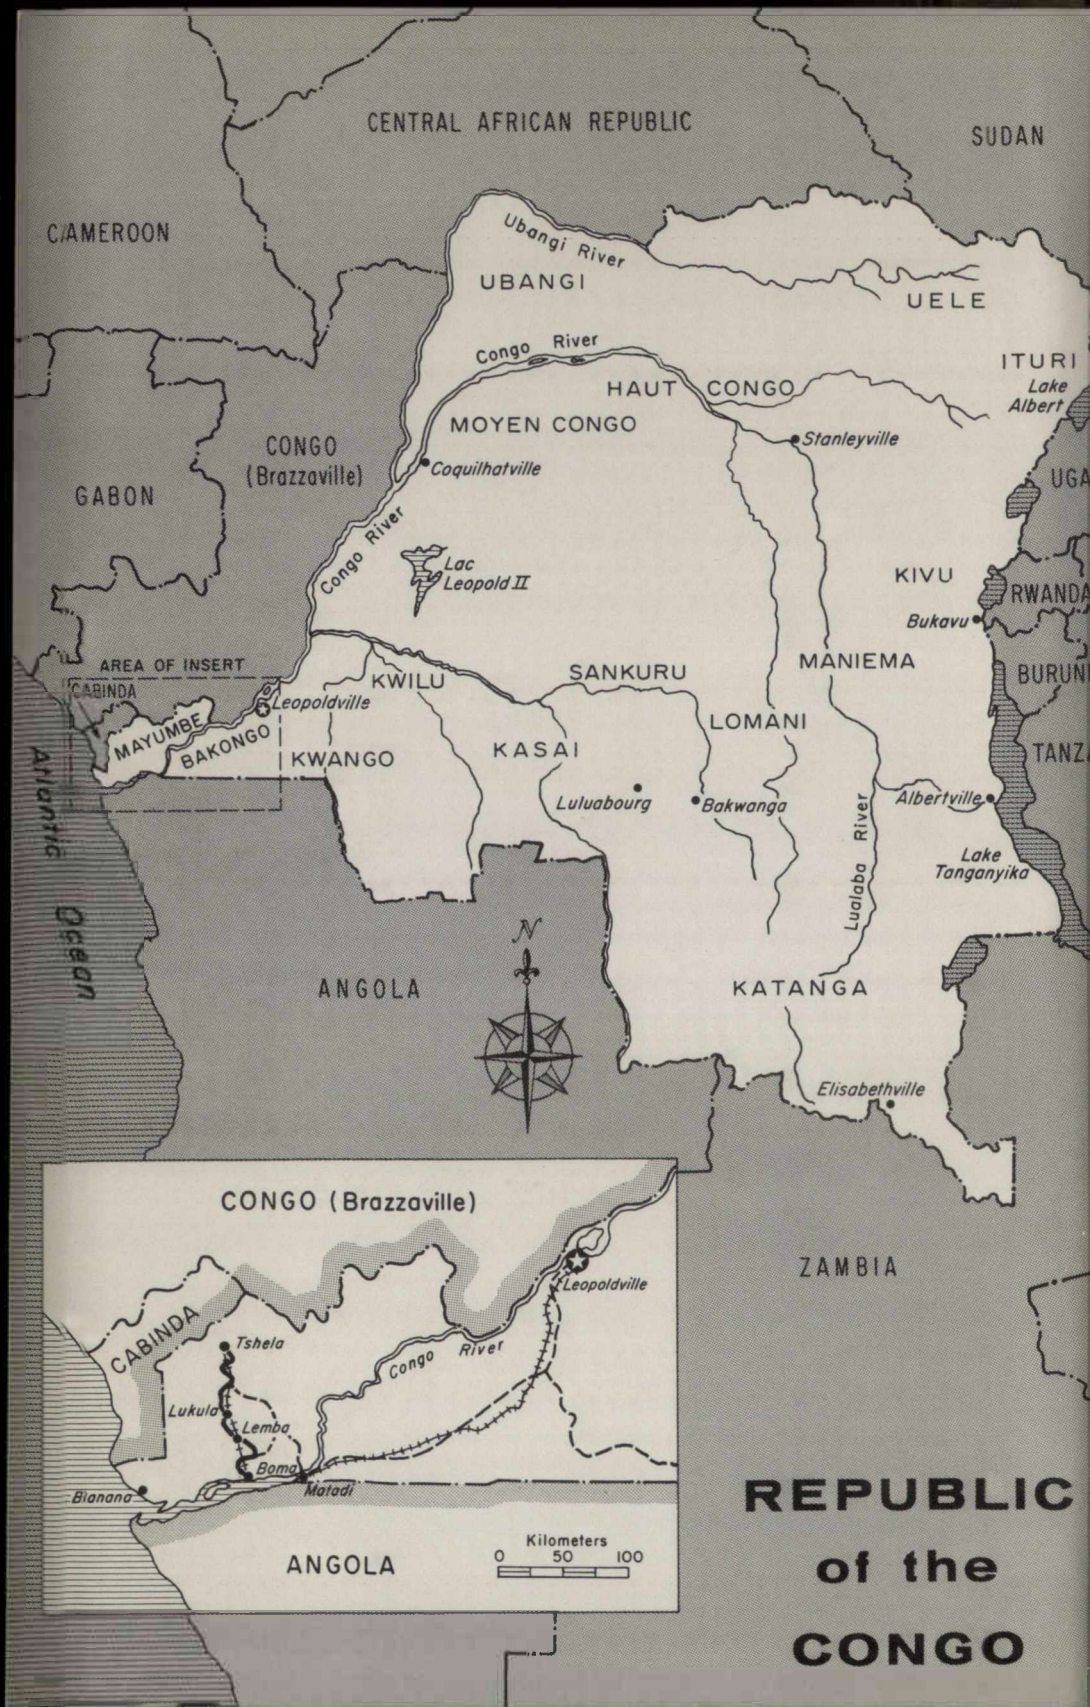 CENTRAL AFRICAN REPUBLIC
SUDAN
CAMEROON
Ubangi River
UBANGI
UELE
Congo River
ITURI
HAUT CONGO
Lake
Albert
MOYEN CONGO
Stanleyville
CONGO
(Brazzaville)
Coquilhatville
GABON
UGA
Congo River
Lac
Leopold II
KIVU
RWANDA
Bukavu
AREA OF INSERT
MANIEMA
SANKURU
BURUN
KWILU
CABINDA
Leopoldville
MAYUMBE
LOMANI
BAKONGO
KASAI
TANZ
KWANGO
Luluabourg
Bakwanga
Albertville
Lualaba River
Lake
Tanganyika
Atlantic Ocean
N
ANGOLA
KATANGA
Elisabethville
ZAMBIA
CONGO (Brazzaville)
Leopoldville
CABINDA
Tshela
Congo River
Lukula
Lemba
Boma
Matadi
Bianana
Kilometers
0 50 100
ANGOLA
REPUBLIC
of the
CONGO